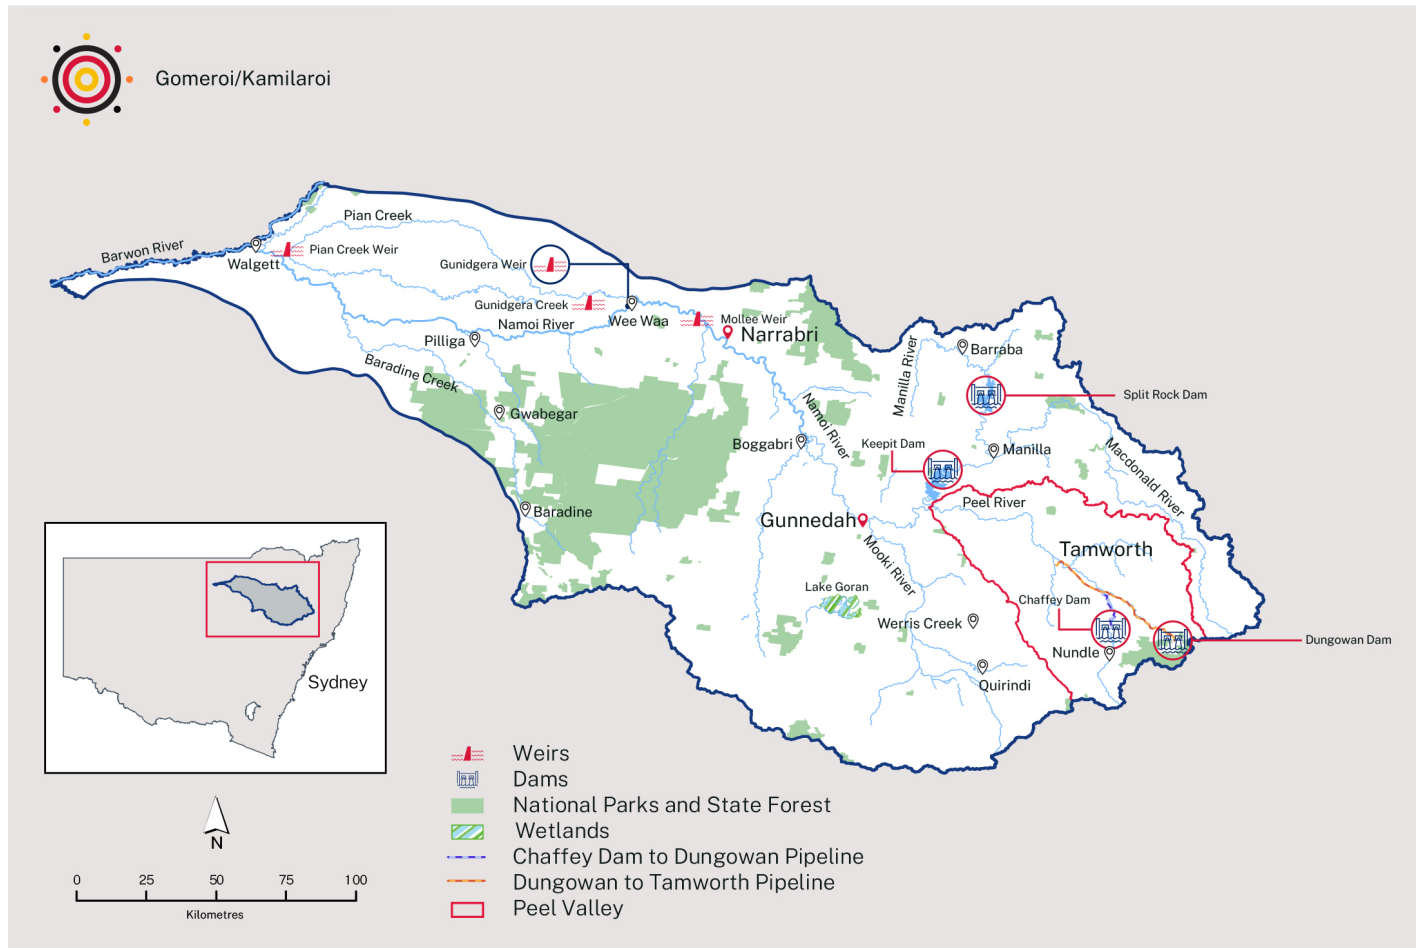 Gomeroi/Kamilaroi
Pian Creek
Barwon River
Pian Creek Weir
Walgett
Gunidgera Weir
Gunidgera Creek
Wee Waa
Mollee Weir
Namoi River
Narrabri
Pilliga
Barraba
Manilla River
Baradine Creek
Split Rock Dam
Gwabegar
Namoi River
Boggabri
Keepit Dam
Manilla
Macdonald River
Peel River
Baradine
Gunnedah
Mooki River
Tamworth
Lake Goran
Chaffey Dam
Werris Creek
Dungowan Dam
Nundle
Quirindi
Sydney
Weirs
Dams
National Parks and State Forest
Wetlands
Chaffey Dam to Dungowan Pipeline
Dungowan to Tamworth Pipeline
Peel Valley
N
0 25 50 75 100
Kilometres